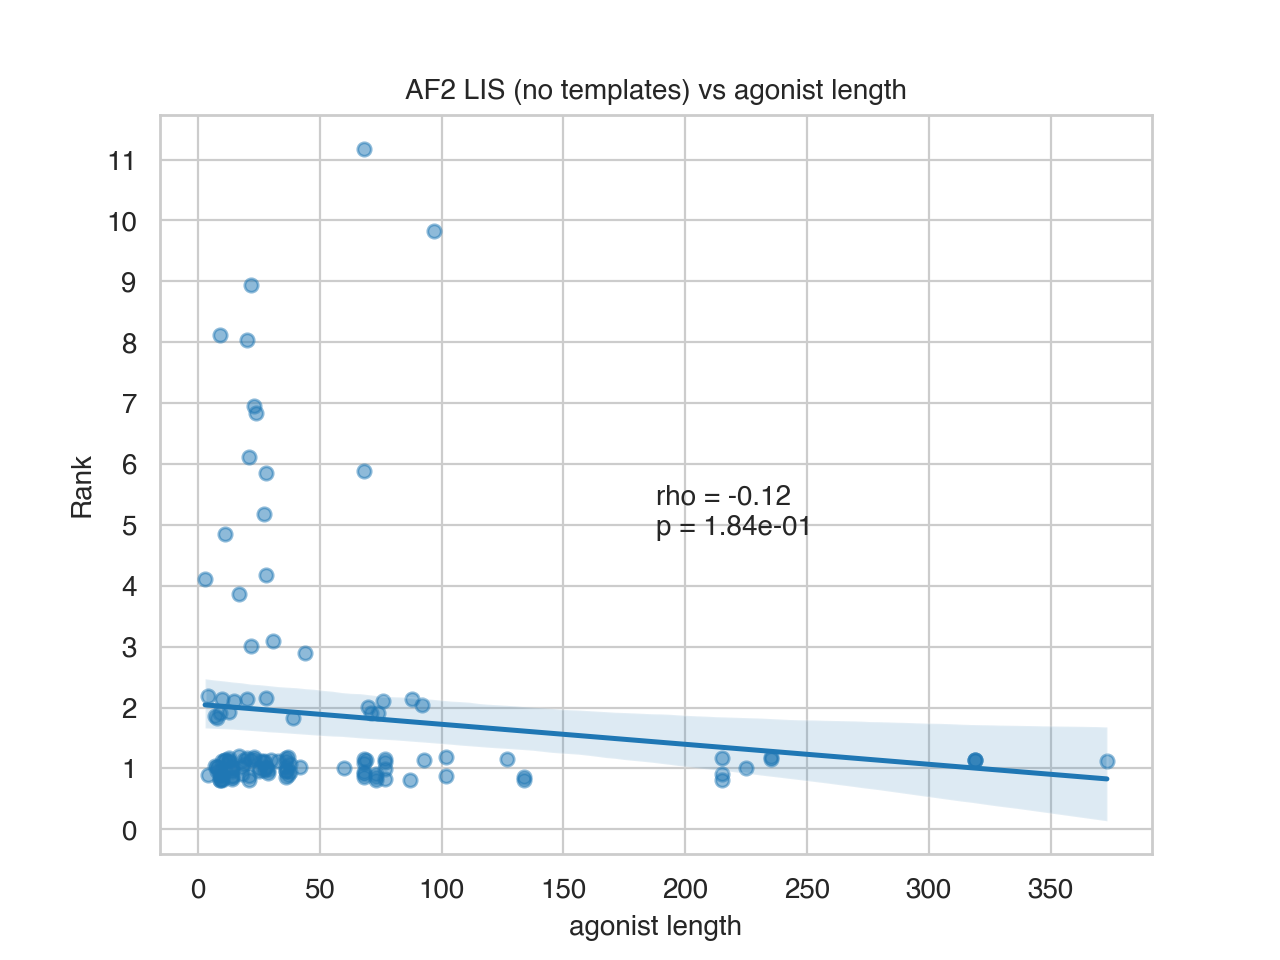 AF2 LIS (no templates) vs agonist length
11
10
9
8
7
6
5
4
3
2
1
0
Rank
rho = -0.12
p = 1.84e-01
0 50 100 150 200 250 300 350
agonist length